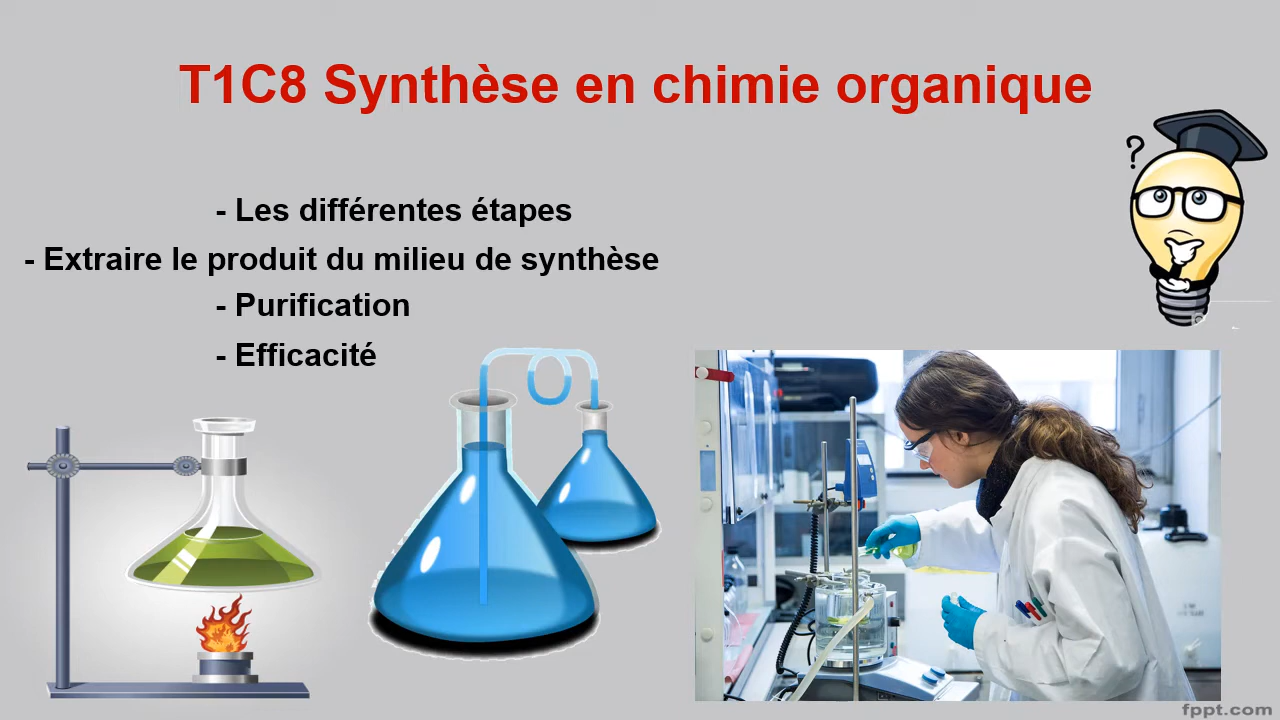 T1C8 Synthèse en chimie organique
?
- Les différentes étapes
- Extraire le produit du milieu de synthèse
- Purification
- Efficacité
fppt.com